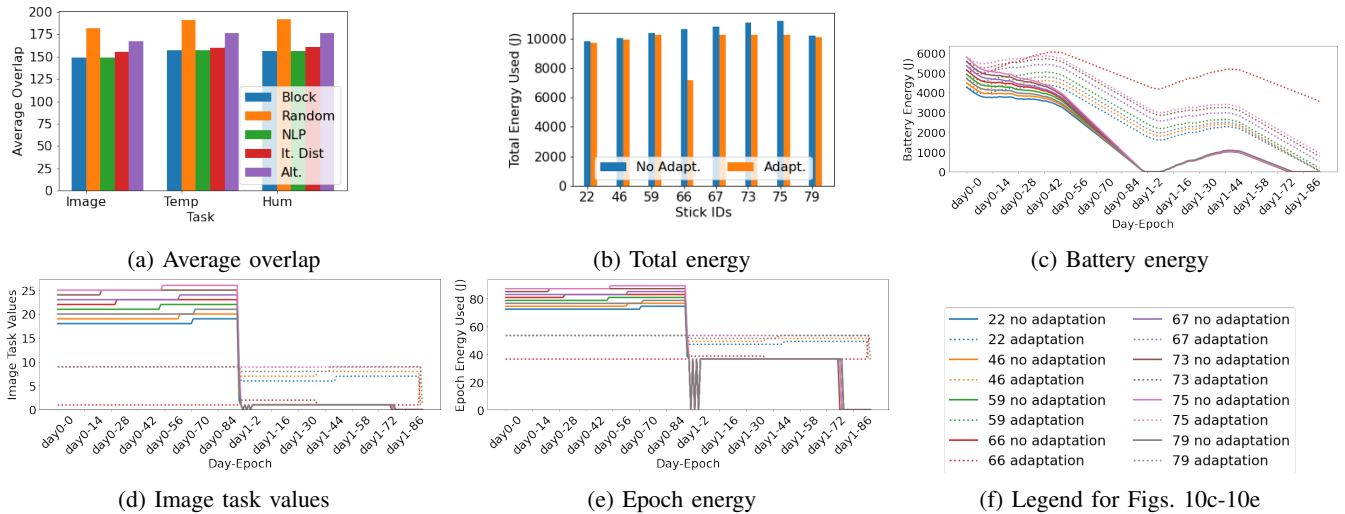 200
175
150
125
100
75
50
25
0
Average Overlap
Block
Random
NLP
It. Dist
Alt.
Image
Temp
Hum
Task
(a) Average overlap
10000
8000
6000
4000
2000
0
Total Energy Used (J)
No Adapt.
Adapt.
22
46
59
66
67
73
75
79
Stick IDs
(b) Total energy
6000
5000
4000
3000
2000
1000
0
Battery Energy (J)
day0-0
day0-14
day0-28
day0-42
day0-56
day0-70
day0-84
day1-2
day1-16
day1-30
day1-44
day1-58
day1-72
day1-86
Day-Epoch
(c) Battery energy
25
20
15
10
5
0
Image Task Values
day0-0
day0-14
day0-28
day0-42
day0-56
day0-70
day0-84
day1-2
day1-16
day1-30
day1-44
day1-58
day1-72
day1-86
Day-Epoch
(d) Image task values
80
60
40
20
0
Epoch Energy Used (J)
day0-0
day0-14
day0-28
day0-42
day0-56
day0-70
day0-84
day1-2
day1-16
day1-30
day1-44
day1-58
day1-72
day1-86
Day-Epoch
(e) Epoch energy
22 no adaptation
22 adaptation
46 no adaptation
46 adaptation
59 no adaptation
59 adaptation
66 no adaptation
66 adaptation
67 no adaptation
67 adaptation
73 no adaptation
73 adaptation
75 no adaptation
75 adaptation
79 no adaptation
79 adaptation
(f) Legend for Figs. 10c-10e